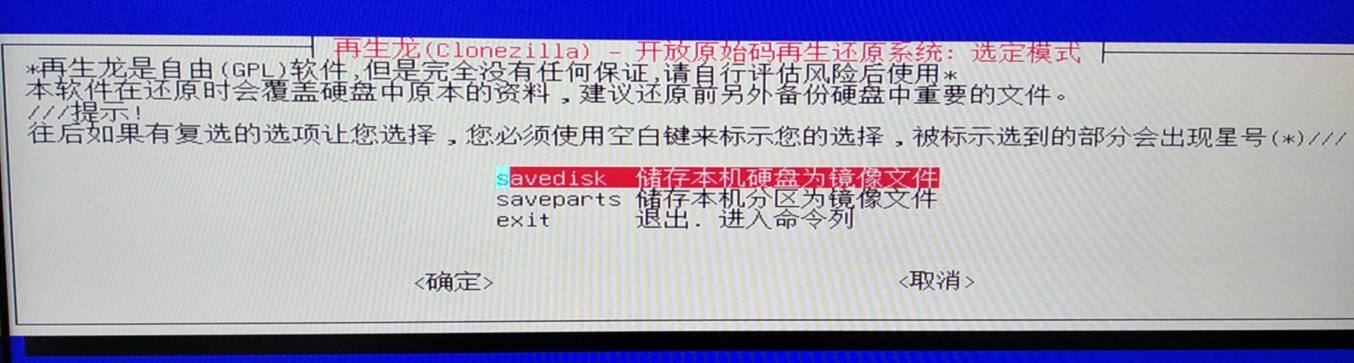 再生龙(Clonezilla) - 开放原始码再生还原系统: 选定模式
*再生龙是自由(GPL)软件,但是完全没有任何保证,请自行评估风险后使用*
本软件在还原时会覆盖硬盘中原本的资料,建议还原前另外备份硬盘中重要的文件。
///提示!
往后如果有复选的选项让您选择,您必须使用空白键来标示您的选择,被标示选到的部分会出现星号(*)///
savedisk 储存本机硬盘为镜像文件
saveparts 储存本机分区为镜像文件
exit 退出. 进入命令列
<确定> <取消>